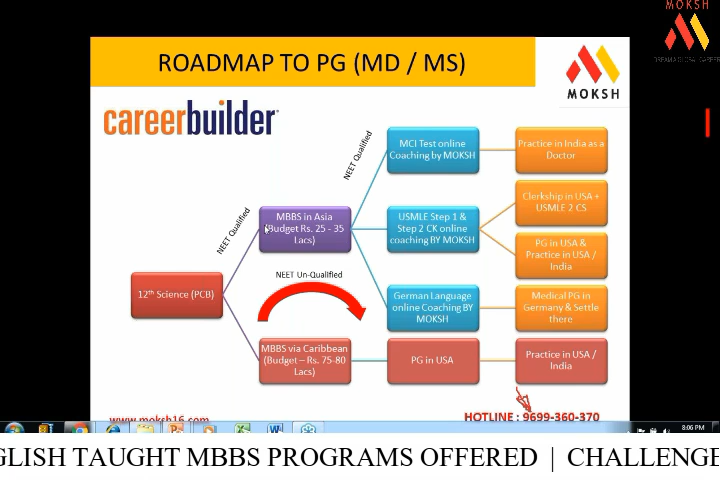 MOKSH
DREAM A GLOBAL CAREER
ROADMAP TO PG (MD / MS)
MOKSH
careerbuilder
NEET Qualified
NEET Qualified
NEET Un-Qualified
12th Science (PCB)
MBBS in Asia
(Budget Rs. 25 - 35
Lacs)
MBBS via Caribbean
(Budget – Rs. 75-80
Lacs)
MCI Test online
Coaching by MOKSH
USMLE Step 1 &
Step 2 CK online
coaching BY MOKSH
German Language
online Coaching BY
MOKSH
PG in USA
Practice in India as a
Doctor
Clerkship in USA +
USMLE 2 CS
PG in USA &
Practice in USA /
India
Medical PG in
Germany & Settle
there
Practice in USA /
India
www.moksh16.com
HOTLINE : 9699-360-370
8:06 PM
GLISH TAUGHT MBBS PROGRAMS OFFERED | CHALLENGE